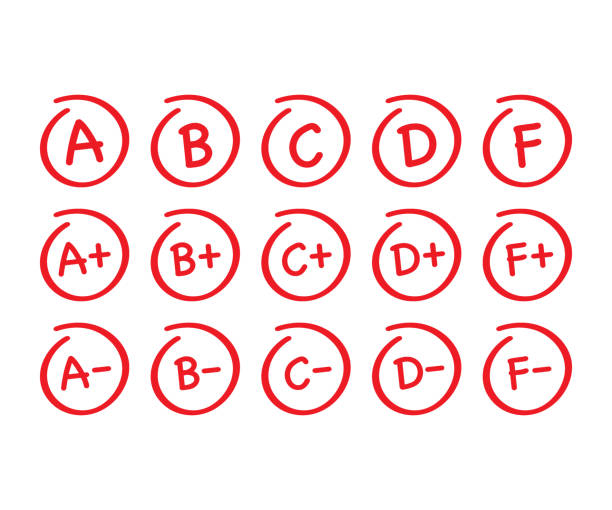 A B C D F
A+ B+ C+ D+ F+
A- B- C- D- F-